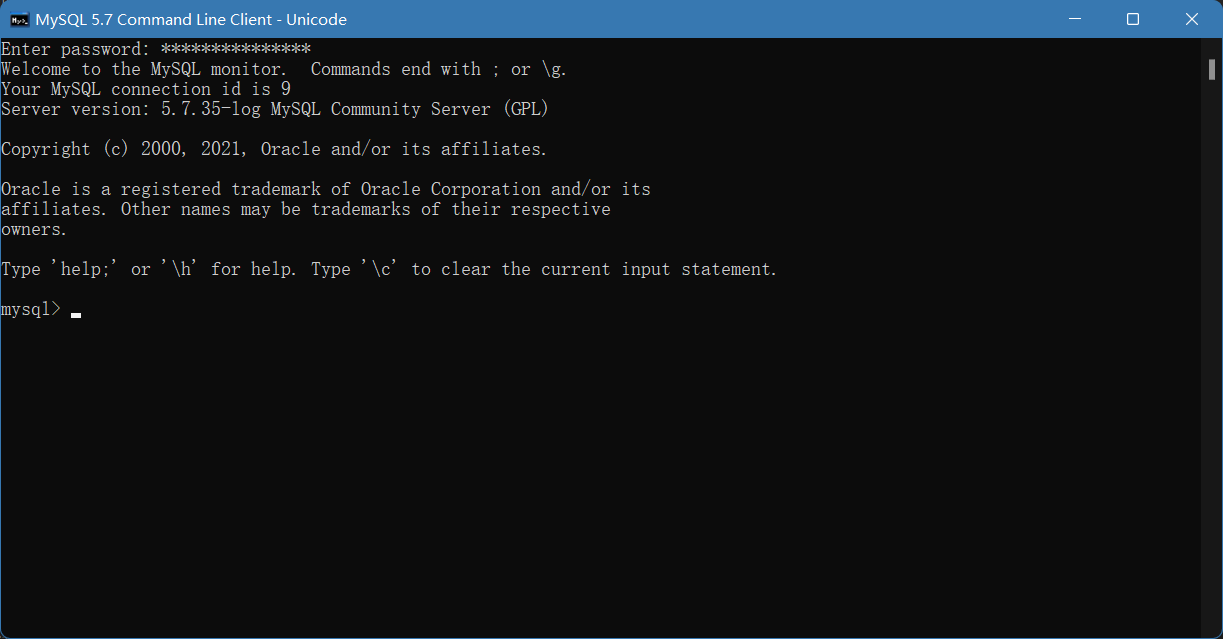 MySQL 5.7 Command Line Client - Unicode
Enter password: ***************
Welcome to the MySQL monitor.  Commands end with ; or \g.
Your MySQL connection id is 9
Server version: 5.7.35-log MySQL Community Server (GPL)
Copyright (c) 2000, 2021, Oracle and/or its affiliates.
Oracle is a registered trademark of Oracle Corporation and/or its
affiliates. Other names may be trademarks of their respective
owners.
Type 'help;' or '\h' for help. Type '\c' to clear the current input statement.
mysql>